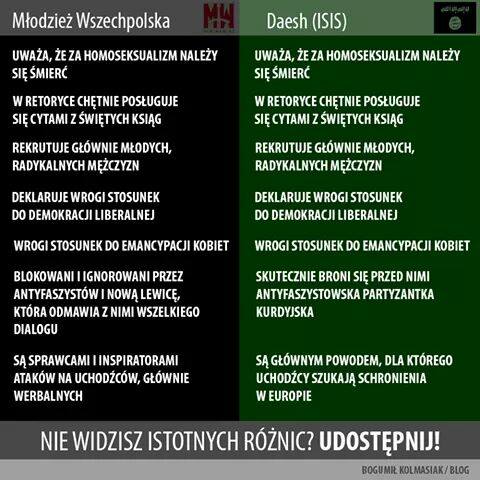 Młodzież Wszechpolska
MW
Daesh (ISIS)
UWAŻA, ŻE ZA HOMOSEKSUALIZM NALEŻY
SIĘ ŚMIERĆ
UWAŻA, ŻE ZA HOMOSEKSUALIZM NALEŻY
SIĘ ŚMIERĆ
W RETORYCE CHĘTNIE POSŁUGUJE
SIĘ CYTAMI Z ŚWIĘTYCH KSIĄG
W RETORYCE CHĘTNIE POSŁUGUJE
SIĘ CYTAMI Z ŚWIĘTYCH KSIĄG
REKRUTUJE GŁÓWNIE MŁODYCH,
RADYKALNYCH MĘŻCZYZN
REKRUTUJE GŁÓWNIE MŁODYCH,
RADYKALNYCH MĘŻCZYZN
DEKLARUJE WROGI STOSUNEK
DO DEMOKRACJI LIBERALNEJ
DEKLARUJE WROGI STOSUNEK
DO DEMOKRACJI LIBERALNEJ
WROGI STOSUNEK DO EMANCYPACJI KOBIET
WROGI STOSUNEK DO EMANCYPACJI KOBIET
BLOKOWANI I IGNOROWANI PRZEZ
ANTYFASZYSTÓW I NOWĄ LEWICĘ,
KTÓRA ODMAWIA Z NIMI WSZELKIEGO
DIALOGU
SKUTECZNIE BRONI SIĘ PRZED NIMI
ANTYFASZYSTOWSKA PARTYZANTKA
KURDYJSKA
SĄ SPRAWCAMI I INSPIRATORAMI
ATAKÓW NA UCHODŹCÓW, GŁÓWNIE
WERBALNYCH
SĄ GŁÓWNYM POWODEM, DLA KTÓREGO
UCHODŹCY SZUKAJĄ SCHRONIENIA
W EUROPIE
NIE WIDZISZ ISTOTNYCH RÓŻNIC? UDOSTĘPNIJ!
BOGUMIŁ KOLMASIAK / BLOG